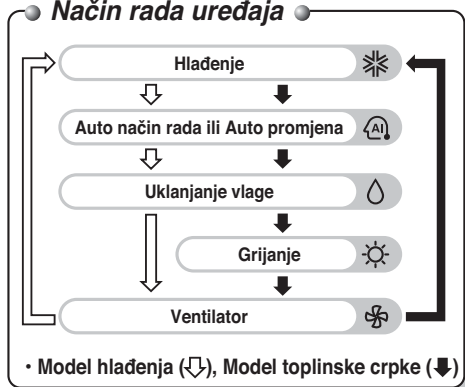 Način rada uređaja
Hlađenje
Auto način rada ili Auto promjena
AI
Uklanjanje vlage
Grijanje
Ventilator
• Model hlađenja (⇩), Model toplinske crpke (⬇)